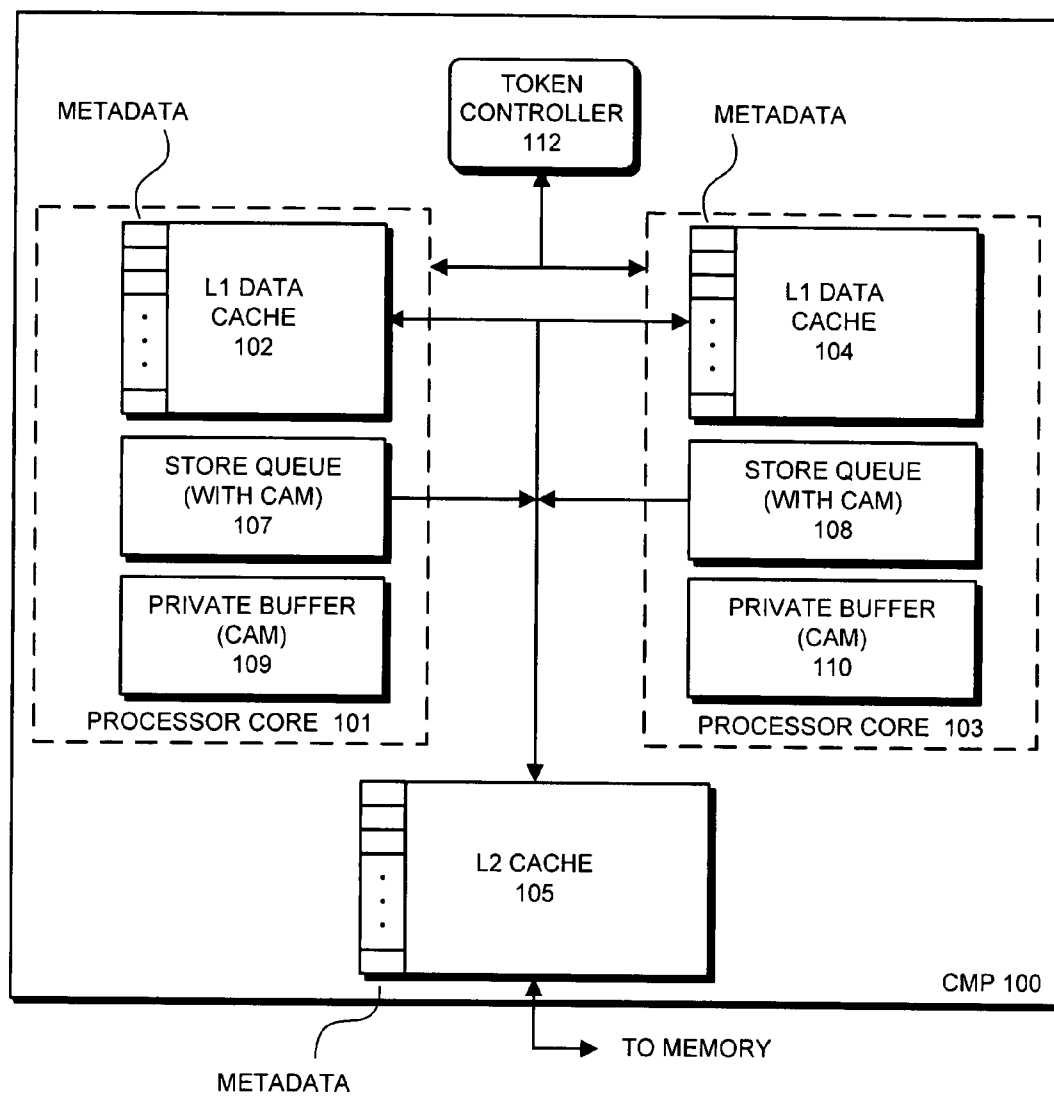 TOKEN
CONTROLLER
112
METADATA
METADATA
L1 DATA
CACHE
102
L1 DATA
CACHE
104
STORE QUEUE
(WITH CAM)
107
STORE QUEUE
(WITH CAM)
108
PRIVATE BUFFER
(CAM)
109
PRIVATE BUFFER
(CAM)
110
PROCESSOR CORE 101
PROCESSOR CORE 103
L2 CACHE
105
CMP 100
TO MEMORY
METADATA